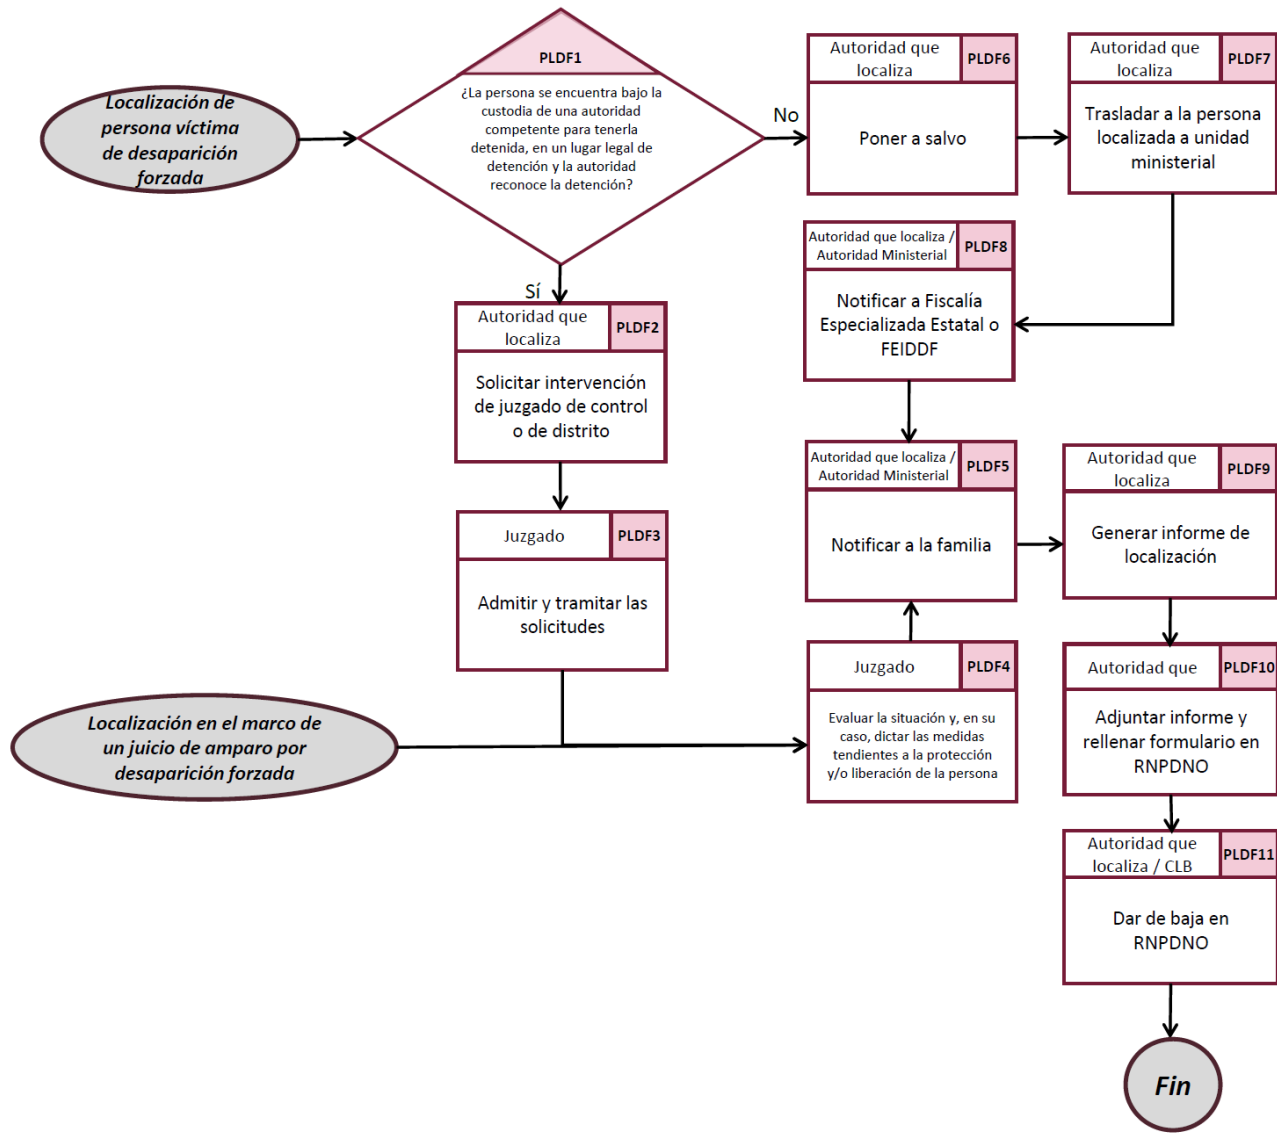 Localización de
persona víctima
de desaparición
forzada
PLDF1
¿La persona se encuentra bajo la
custodia de una autoridad
competente para tenerla
detenida, en un lugar legal de
detención y la autoridad
reconoce la detención?
No
Autoridad que
localiza
PLDF6
Poner a salvo
Autoridad que
localiza
PLDF7
Trasladar a la persona
localizada a unidad
ministerial
Autoridad que localiza /
Autoridad Ministerial
PLDF8
Notificar a Fiscalía
Especializada Estatal o
FEIDDF
Sí
Autoridad que
localiza
PLDF2
Solicitar intervención
de juzgado de control
o de distrito
Juzgado
PLDF3
Admitir y tramitar las
solicitudes
Localización en el marco de
un juicio de amparo por
desaparición forzada
Juzgado
PLDF4
Evaluar la situación y, en su
caso, dictar las medidas
tendientes a la protección
y/o liberación de la persona
Autoridad que localiza /
Autoridad Ministerial
PLDF5
Notificar a la familia
Autoridad que
localiza
PLDF9
Generar informe de
localización
Autoridad que
PLDF10
Adjuntar informe y
rellenar formulario en
RNPDNO
Autoridad que
localiza / CLB
PLDF11
Dar de baja en
RNPDNO
Fin